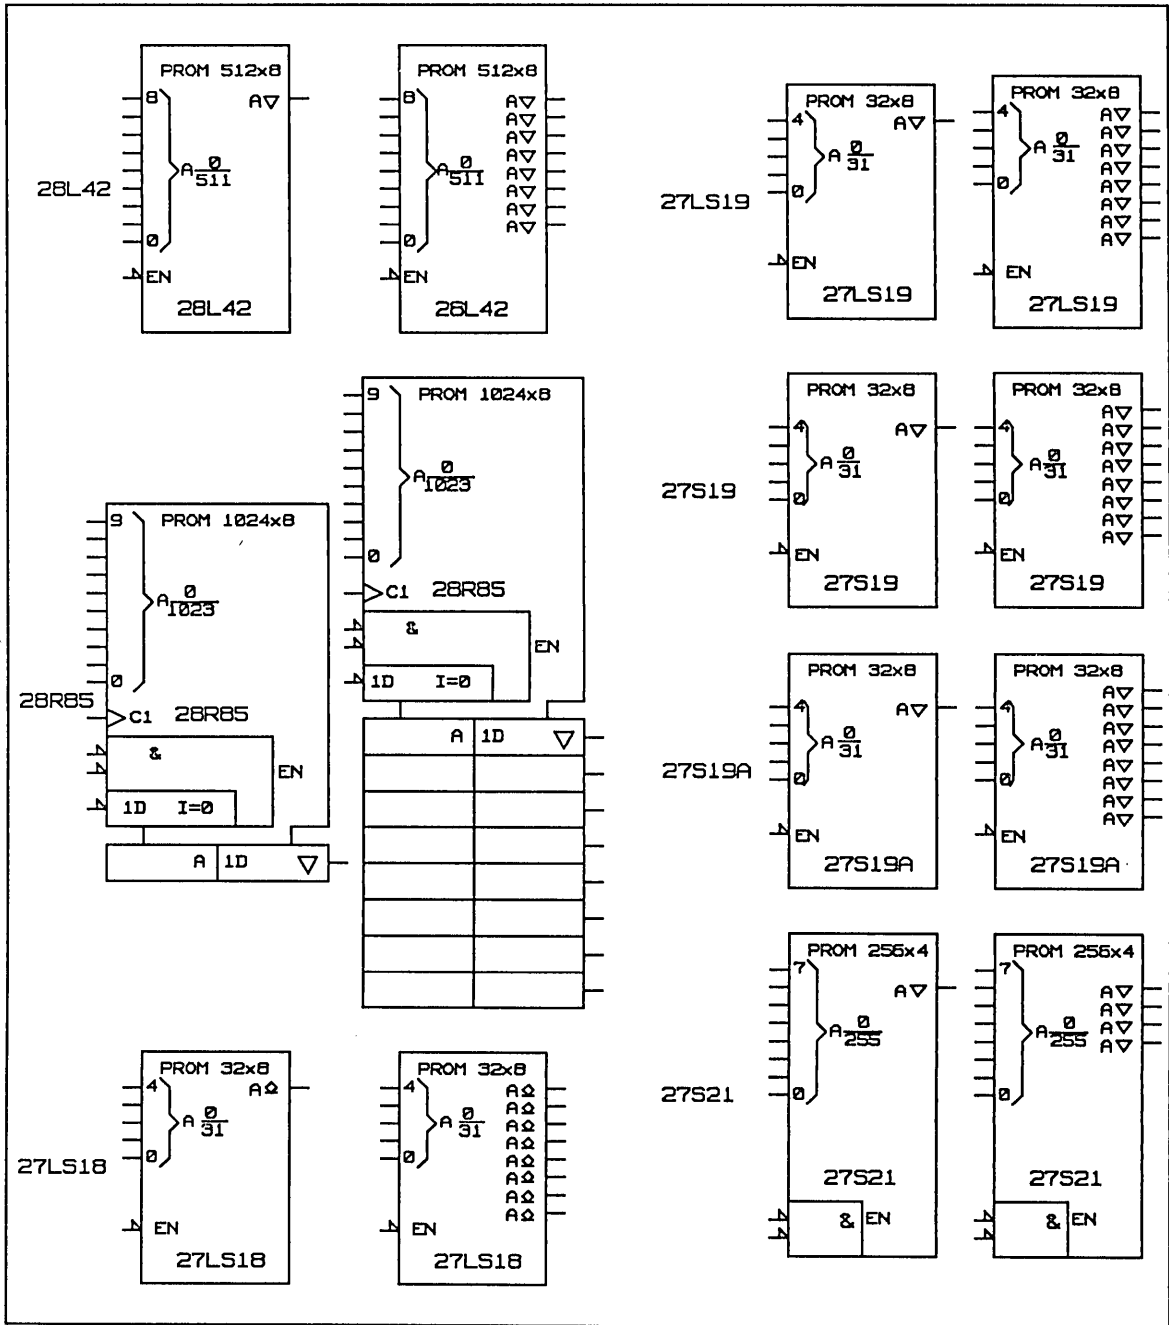 28L42
PROM 512x8
8
A▽
A 0/511
0
EN
28L42
PROM 512x8
8
A▽
A▽
A▽
A▽
A▽
A▽
A▽
A▽
A 0/511
0
EN
26L42
28R85
PROM 1024x8
9
A 0/1023
0
C1 28R85
&
EN
1D I=0
A 1D ▽
PROM 1024x8
9
A 0/1023
0
C1 28R85
&
EN
1D I=0
A 1D ▽
27LS18
PROM 32x8
4
A◇
A 0/31
0
EN
27LS18
PROM 32x8
4
A◇
A◇
A◇
A◇
A◇
A◇
A◇
A◇
A 0/31
0
EN
27LS18
27LS19
PROM 32x8
4
A▽
A 0/31
0
EN
27LS19
PROM 32x8
4
A▽
A▽
A▽
A▽
A▽
A▽
A▽
A▽
A 0/31
0
EN
27LS19
27S19
PROM 32x8
4
A▽
A 0/31
0
EN
27S19
PROM 32x8
4
A▽
A▽
A▽
A▽
A▽
A▽
A▽
A▽
A 0/31
0
EN
27S19
27S19A
PROM 32x8
4
A▽
A 0/31
0
EN
27S19A
PROM 32x8
4
A▽
A▽
A▽
A▽
A▽
A▽
A▽
A▽
A 0/31
0
EN
27S19A
27S21
PROM 256x4
7
A▽
A 0/255
0
27S21
& EN
PROM 256x4
7
A▽
A▽
A▽
A▽
A 0/255
0
27S21
& EN